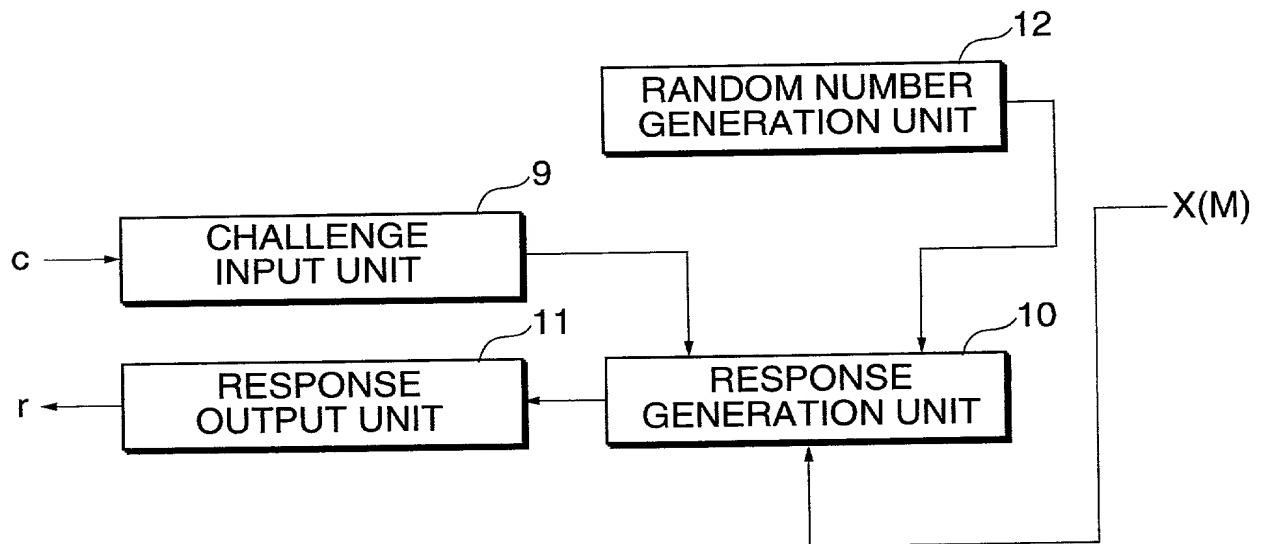 12
RANDOM NUMBER
GENERATION UNIT
9
X(M)
CHALLENGE
INPUT UNIT
c
11
10
RESPONSE
OUTPUT UNIT
r
RESPONSE
GENERATION UNIT